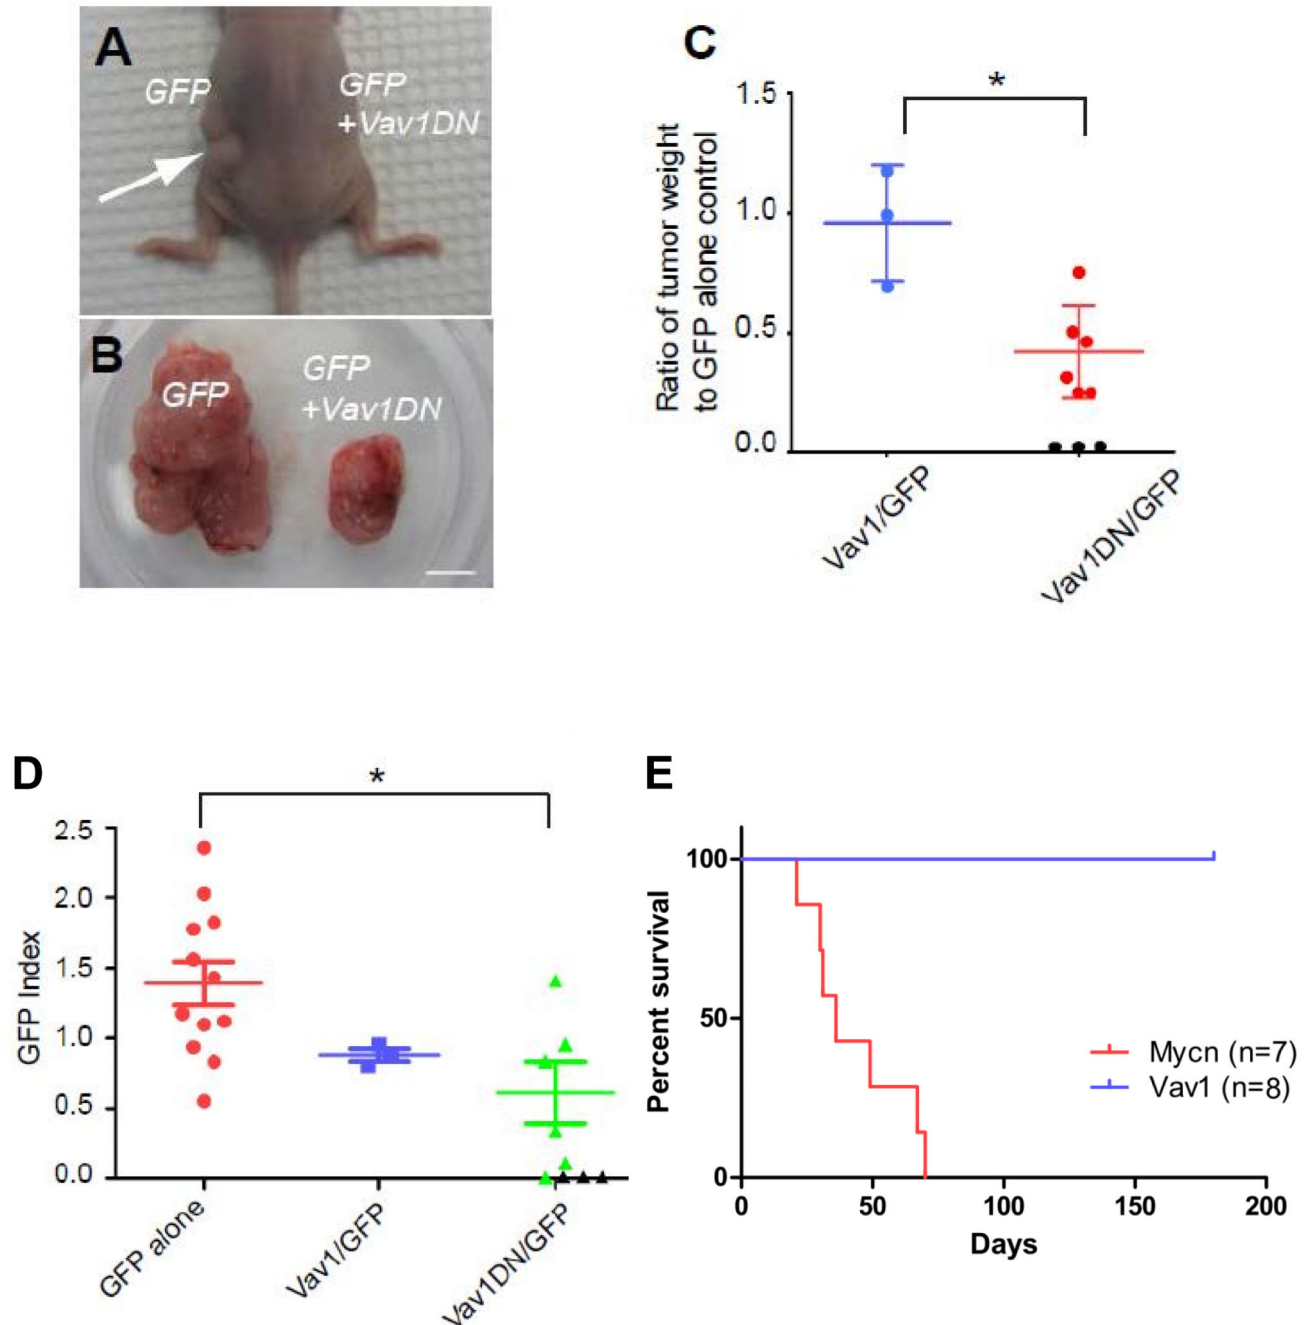 A
GFP
GFP
+Vav1DN
B
GFP
GFP
+Vav1DN
C
*
Ratio of tumor weight
to GFP alone control
1.5
1.0
0.5
0.0
Vav1/GFP
Vav1DN/GFP
D
*
GFP Index
2.5
2.0
1.5
1.0
0.5
0.0
GFP alone
Vav1/GFP
Vav1DN/GFP
E
Percent survival
100
50
0
0
50
100
150
200
Days
Mycn (n=7)
Vav1 (n=8)